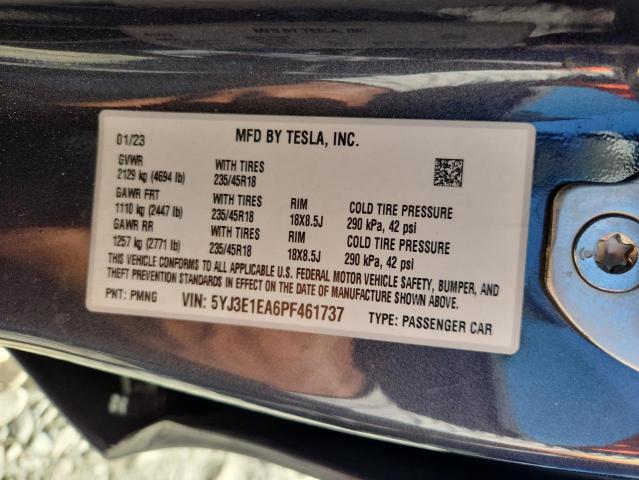 MFD BY TESLA, INC.
01/23 MFD BY TESLA, INC.
GVWR WITH TIRES
2129 kg (4694 lb) 235/45R18
GAWR FRT WITH TIRES RIM COLD TIRE PRESSURE
1110 kg (2447 lb) 235/45R18 18X8.5J 290 kPa, 42 psi
GAWR RR WITH TIRES RIM COLD TIRE PRESSURE
1257 kg (2771 lb) 235/45R18 18X8.5J 290 kPa, 42 psi
THIS VEHICLE CONFORMS TO ALL APPLICABLE U.S. FEDERAL MOTOR VEHICLE SAFETY, BUMPER, AND
THEFT PREVENTION STANDARDS IN EFFECT ON THE DATE OF MANUFACTURE SHOWN ABOVE.
PNT: PMNG VIN: 5YJ3E1EA6PF461737 TYPE: PASSENGER CAR